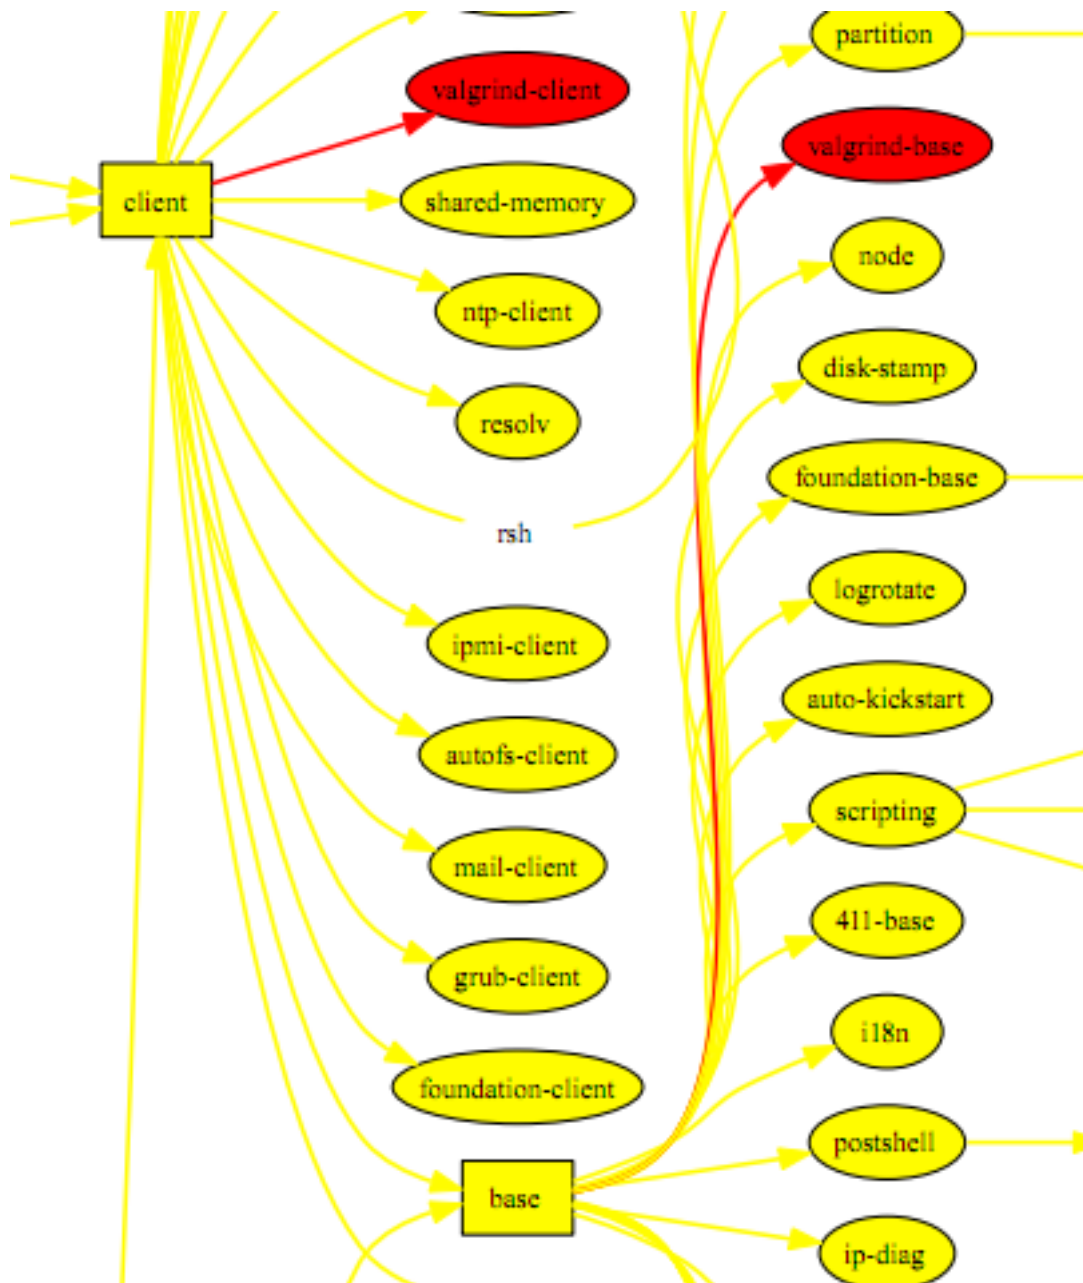 partition
valgrind-client
valgrind-base
client
shared-memory
node
ntp-client
disk-stamp
resolv
foundation-base
rsh
logrotate
ipmi-client
auto-kickstart
autofs-client
scripting
mail-client
411-base
grub-client
i18n
foundation-client
postshell
base
ip-diag